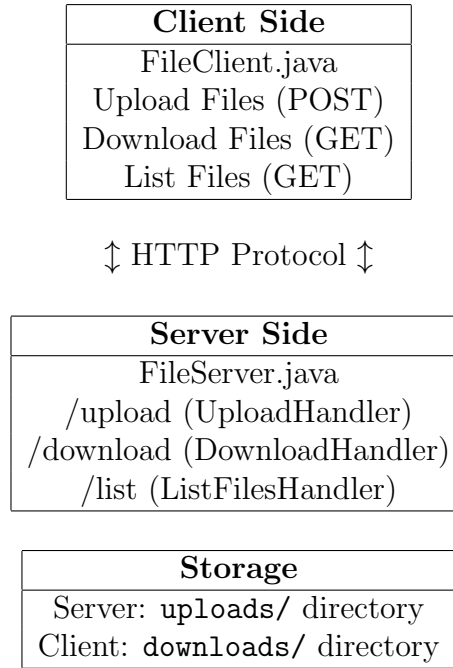 Client Side
FileClient.java
Upload Files (POST)
Download Files (GET)
List Files (GET)
↕ HTTP Protocol ↕
Server Side
FileServer.java
/upload (UploadHandler)
/download (DownloadHandler)
/list (ListFilesHandler)
Storage
Server: uploads/ directory
Client: downloads/ directory